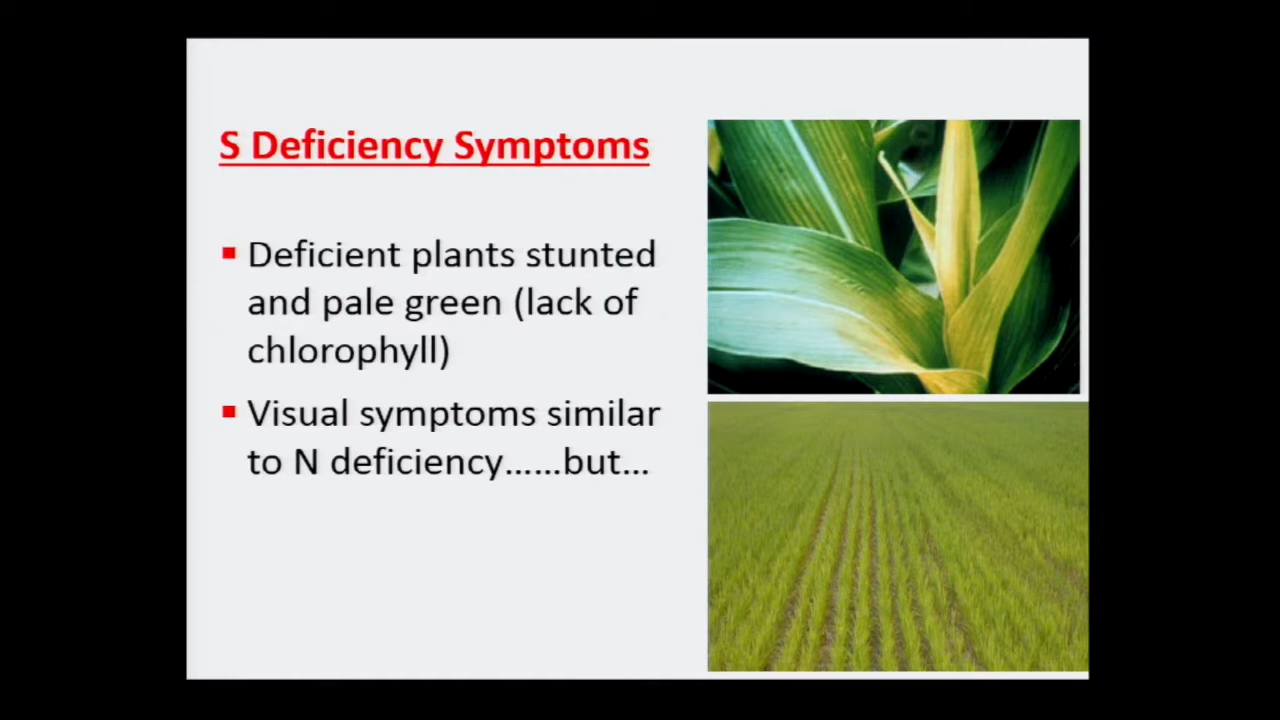 S Deficiency Symptoms
Deficient plants stunted
and pale green (lack of
chlorophyll)
Visual symptoms similar
to N deficiency......but...